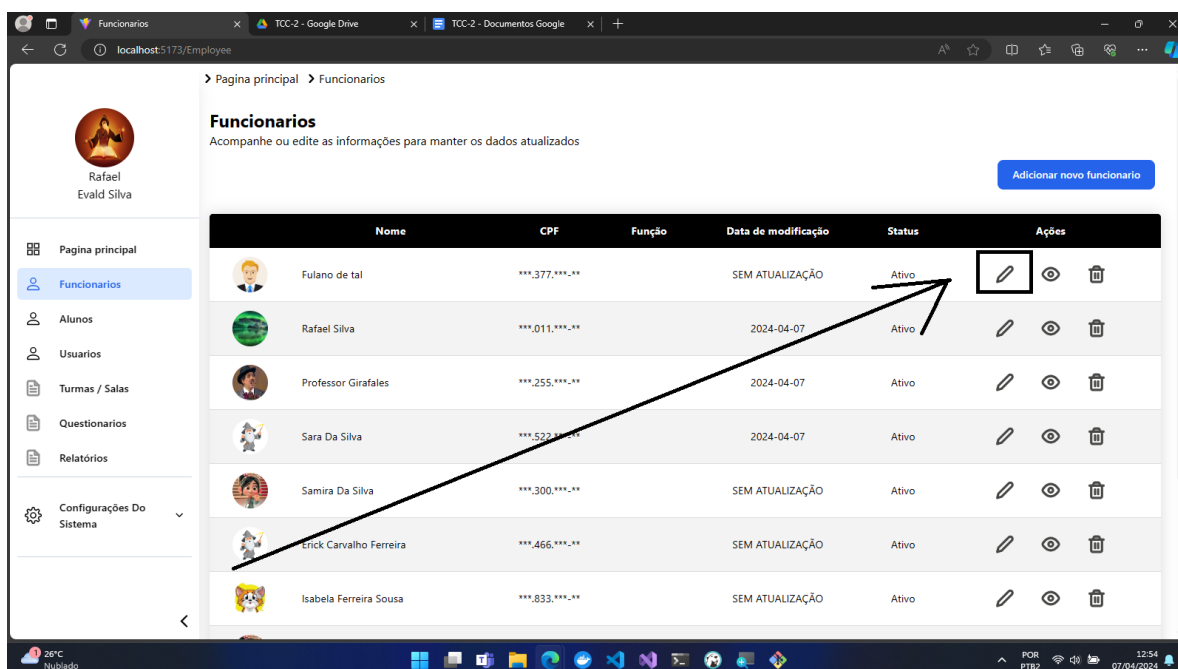 Funcionarios
TCC-2 - Google Drive
TCC-2 - Documentos Google
localhost:5173/Employee
Pagina principal
Funcionarios
Rafael
Evald Silva
Pagina principal
Funcionarios
Alunos
Usuarios
Turmas / Salas
Questionarios
Relatórios
Configurações Do
Sistema
Funcionarios
Acompanhe ou edite as informações para manter os dados atualizados
Adicionar novo funcionario
Nome CPF Função Data de modificação Status Ações
Fulano de tal ***.377.***-** SEM ATUALIZAÇÃO Ativo
Rafael Silva ***.011.***-** 2024-04-07 Ativo
Professor Girafales ***.255.***-** 2024-04-07 Ativo
Sara Da Silva ***.522.***-** 2024-04-07 Ativo
Samira Da Silva ***.300.***-** SEM ATUALIZAÇÃO Ativo
Erick Carvalho Ferreira ***.466.***-** SEM ATUALIZAÇÃO Ativo
Isabela Ferreira Sousa ***.833.***-** SEM ATUALIZAÇÃO Ativo
1
26°C
Nublado
POR
PTB2
12:54
07/04/2024